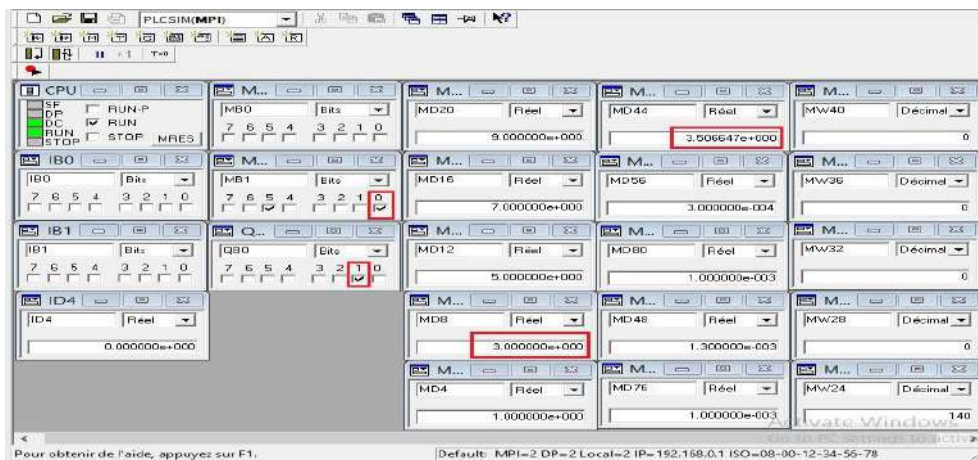 PLCSIM(MPI)
T=0
CPU M... M... M... M...
SF
DP
DC
RUN
STOP
RUN-P
RUN
STOP MRES
MB0 Bits
7 6 5 4 3 2 1 0
MD20 Réel
9.000000e+000
MD44 Réel
3.506647e+000
MW40 Décimal
0
IB0 M... M... M... M...
IB0 Bits
7 6 5 4 3 2 1 0
MB1 Bits
7 6 5 4 3 2 1 0
MD16 Réel
7.000000e+000
MD56 Réel
3.000000e-004
MW36 Décimal
0
IB1 Q... M... M... M...
IB1 Bits
7 6 5 4 3 2 1 0
QB0 Bits
7 6 5 4 3 2 1 0
MD12 Réel
5.000000e+000
MD80 Réel
1.000000e-003
MW32 Décimal
0
ID4 M... M... M...
ID4 Réel
0.000000e+000
MD8 Réel
3.000000e+000
MD48 Réel
1.300000e-003
MW28 Décimal
0
M... M... M...
MD4 Réel
1.000000e+000
MD76 Réel
1.000000e-003
MW24 Décimal
140
Activate Windows
Go to PC settings to activa
Pour obtenir de l'aide, appuyez sur F1.
Default: MPI=2 DP=2 Local=2 IP=192.168.0.1 ISO=08-00-12-34-56-78